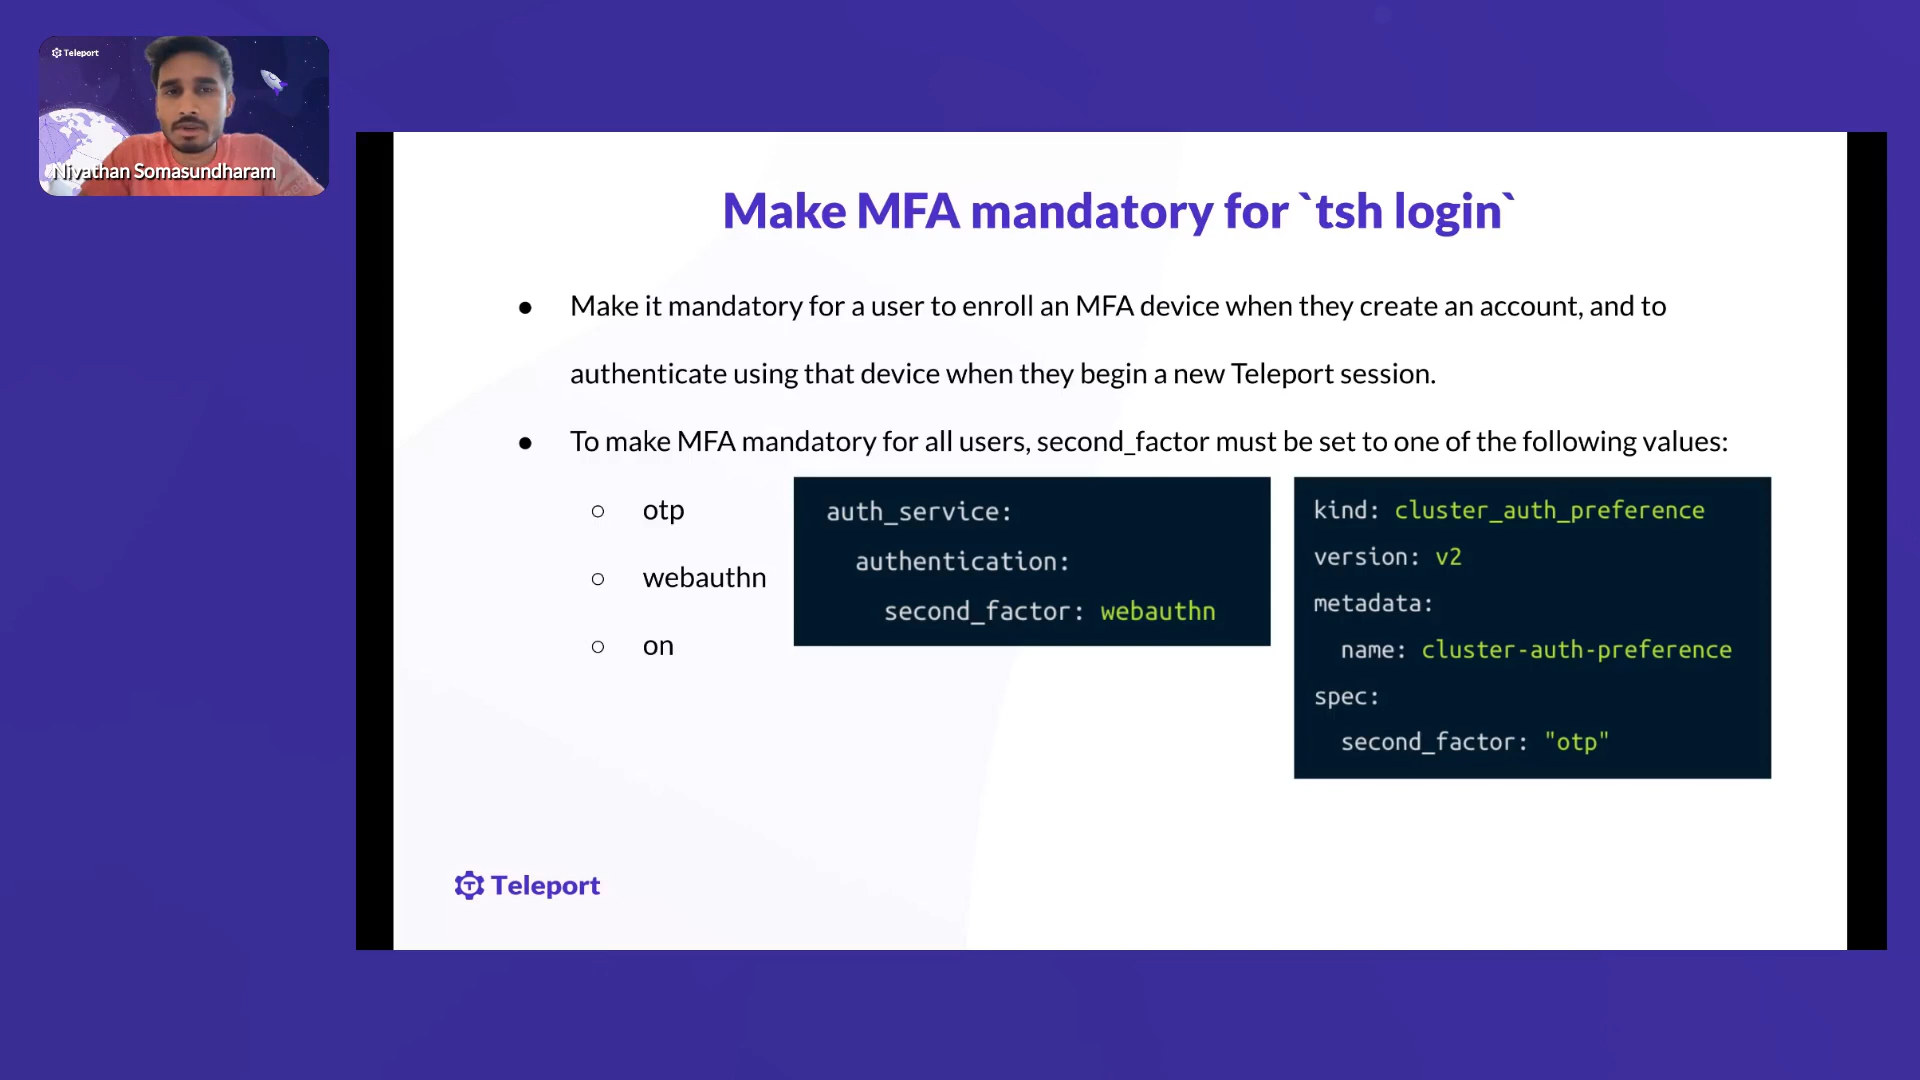 Teleport
Nivathan Somasundharam
Make MFA mandatory for `tsh login`
● Make it mandatory for a user to enroll an MFA device when they create an account, and to
authenticate using that device when they begin a new Teleport session.
● To make MFA mandatory for all users, second_factor must be set to one of the following values:
○ otp
○ webauthn
○ on
auth_service:
  authentication:
    second_factor: webauthn
kind: cluster_auth_preference
version: v2
metadata:
  name: cluster-auth-preference
spec:
  second_factor: "otp"
Teleport